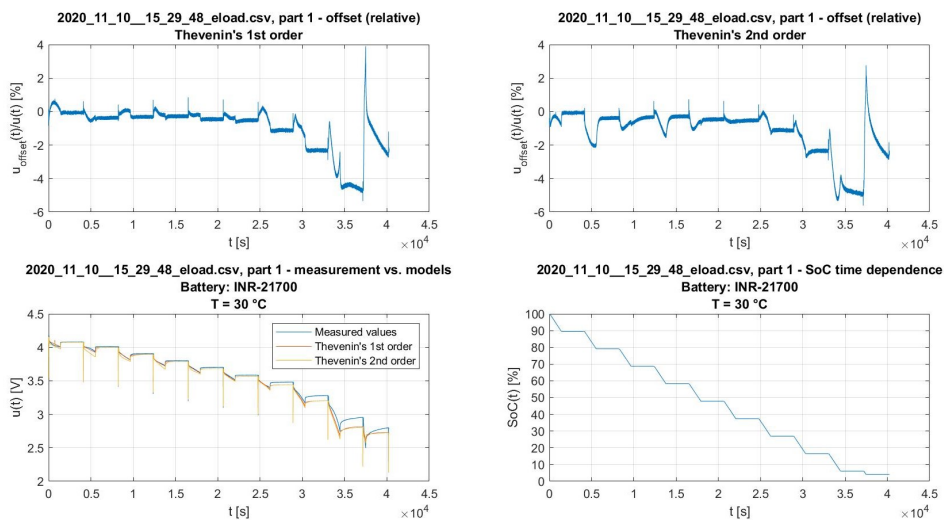 2020_11_10__15_29_48_eload.csv, part 1 - offset (relative)
Thevenin's 1st order
4
2
0
-2
-4
-6
u_offset(t)/u(t) [%]
0 0.5 1 1.5 2 2.5 3 3.5 4 4.5
t [s]
×10^4
2020_11_10__15_29_48_eload.csv, part 1 - offset (relative)
Thevenin's 2nd order
4
2
0
-2
-4
-6
u_offset(t)/u(t) [%]
0 0.5 1 1.5 2 2.5 3 3.5 4 4.5
t [s]
×10^4
2020_11_10__15_29_48_eload.csv, part 1 - measurement vs. models
Battery: INR-21700
T = 30 °C
4.5
4
3.5
3
2.5
2
u(t) [V]
Measured values
Thevenin's 1st order
Thevenin's 2nd order
0 0.5 1 1.5 2 2.5 3 3.5 4 4.5
t [s]
×10^4
2020_11_10__15_29_48_eload.csv, part 1 - SoC time dependence
Battery: INR-21700
T = 30 °C
100
90
80
70
60
50
40
30
20
10
0
SoC(t) [%]
0 0.5 1 1.5 2 2.5 3 3.5 4 4.5
t [s]
×10^4